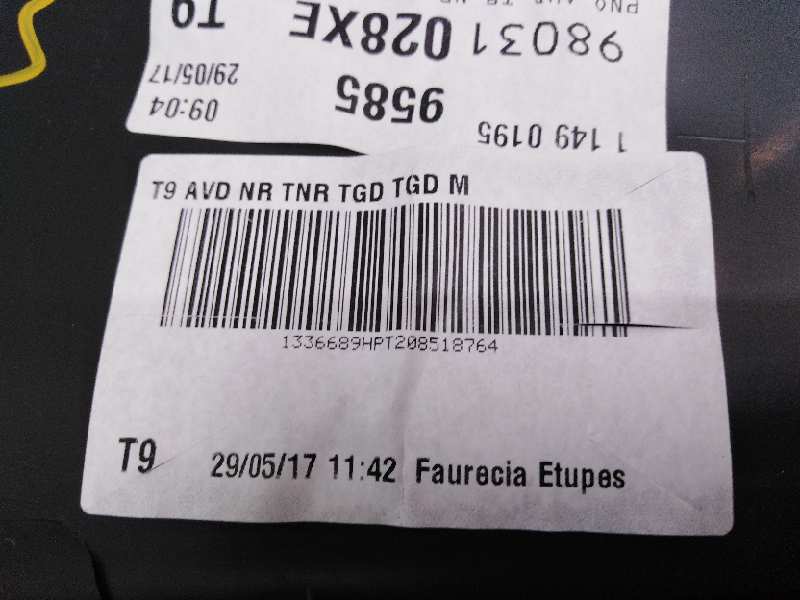 98031 028XE T9
29/05/17
9585
09:04
1 149 0195
T9 AVD NR TNR TGD TGD M
1336689HPT208518764
T9 29/05/17 11:42 Faurecia Etupes